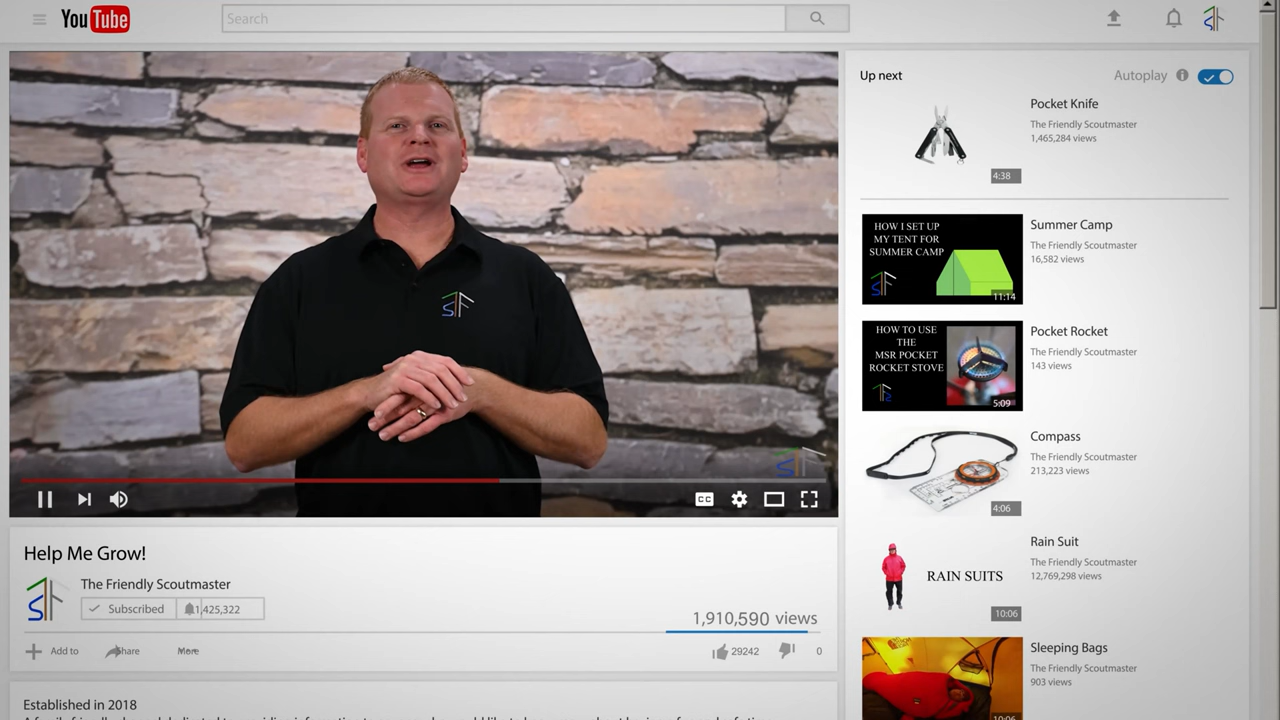 YouTube
Search
Up next
Autoplay
Pocket Knife
The Friendly Scoutmaster
1,465,284 views
4:38
HOW I SET UP
MY TENT FOR
SUMMER CAMP
11:14
Summer Camp
The Friendly Scoutmaster
16,582 views
HOW TO USE
THE
MSR POCKET
ROCKET STOVE
5:09
Pocket Rocket
The Friendly Scoutmaster
143 views
Compass
The Friendly Scoutmaster
213,223 views
4:06
Rain Suit
The Friendly Scoutmaster
12,769,298 views
RAIN SUITS
10:06
Sleeping Bags
The Friendly Scoutmaster
903 views
10:06
CC
Help Me Grow!
The Friendly Scoutmaster
Subscribed 1,425,322
1,910,590 views
Add to Share More
29242 0
Established in 2018